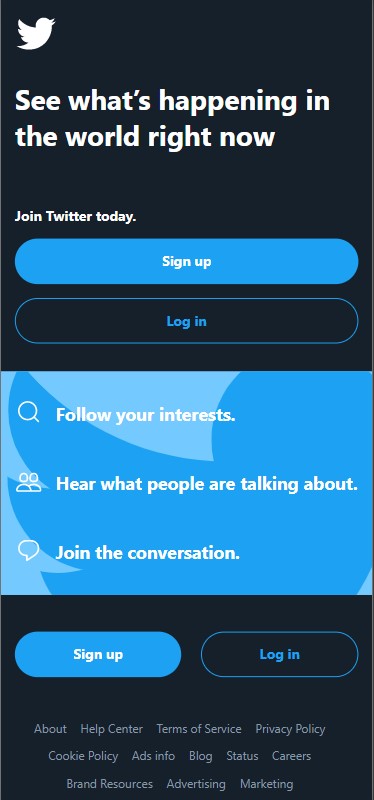 See what’s happening in
the world right now
Join Twitter today.
Sign up
Log in
Follow your interests.
Hear what people are talking about.
Join the conversation.
Sign up Log in
About Help Center Terms of Service Privacy Policy
Cookie Policy Ads info Blog Status Careers
Brand Resources Advertising Marketing